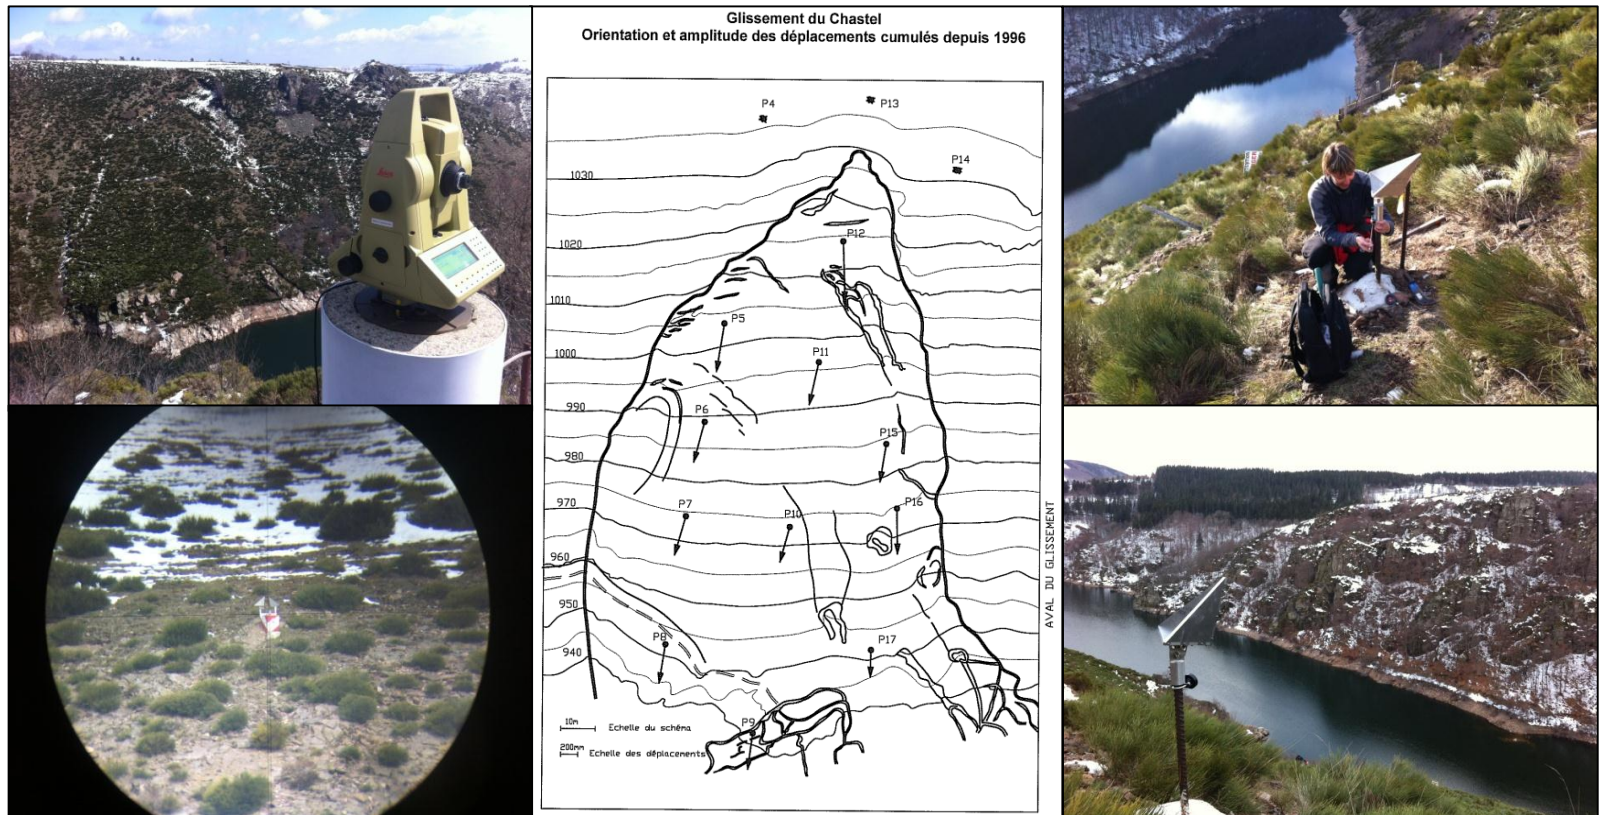 Glissement du Chastel
Orientation et amplitude des déplacements cumulés depuis 1996
P4
P13
P14
1030
P12
1020
1010
P5
P11
1000
990
P6
P15
980
P7
P16
970
P10
960
950
P8
P17
940
P9
10m
Echelle du schéma
200mm
Echelle des déplacements
AVAL DU GLISSEMENT
Leica